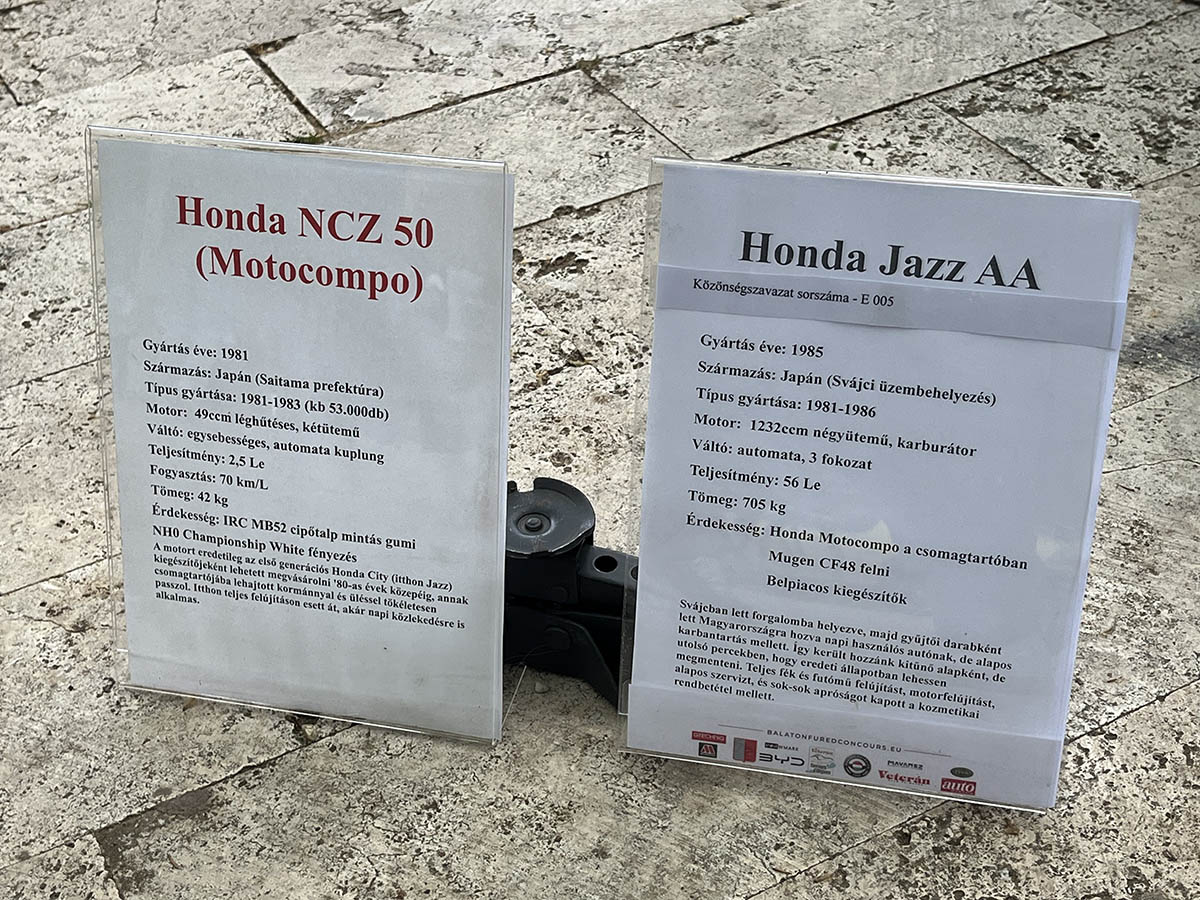 Honda NCZ 50
(Motocompo)
Gyártás éve: 1981
Származás: Japán (Saitama prefektúra)
Típus gyártása: 1981-1983 (kb 53.000db)
Motor: 49ccm léghűtéses, kétütemű
Váltó: egysebességes, automata kuplung
Teljesítmény: 2,5 Le
Fogyasztás: 70 km/L
Tömeg: 42 kg
Érdekesség: IRC MB52 cipőtalp mintás gumi
NH0 Championship White fényezés
A motort eredetileg az első generációs Honda City (itthon Jazz)
kiegészítőjeként lehetett megvásárolni '80-as évek közepéig, annak
csomagtartójába lehajtott kormánnyal és üléssel tökéletesen
passzol. Itthon teljes felújításon esett át, akár napi közlekedésre is
alkalmas.
Honda Jazz AA
Közönségszavazat sorszáma - E 005
Gyártás éve: 1985
Származás: Japán (Svájci üzembehelyezés)
Típus gyártása: 1981-1986
Motor: 1232ccm négyütemű, karburátor
Váltó: automata, 3 fokozat
Teljesítmény: 56 Le
Tömeg: 705 kg
Érdekesség: Honda Motocompo a csomagtartóban
Mugen CF48 felni
Belpiacos kiegészítők
Svájcban lett forgalomba helyezve, majd gyűjtői darabként
lett Magyarországra hozva napi használós autónak, de alapos
karbantartás mellett. Így került hozzánk kitűnő alapként, de
utolsó percekben, hogy eredeti állapotban lehessen
megmenteni. Teljes fék és futómű felújítást, motorfelújítást,
alapos szervizt, és sok-sok apróságot kapott a kozmetikai
rendbetétel mellett.
BALATONFUREDCONCOURS.EU
BYD
MAVAREZ
Veterán
auto